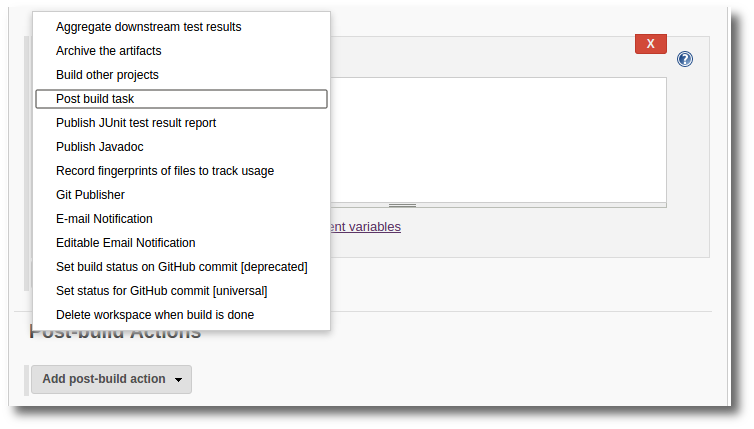 Aggregate downstream test results
Archive the artifacts
X
?
Build other projects
Post build task
Publish JUnit test result report
Publish Javadoc
Record fingerprints of files to track usage
Git Publisher
E-mail Notification
ent variables
Editable Email Notification
Set build status on GitHub commit [deprecated]
Set status for GitHub commit [universal]
Delete workspace when build is done
Post-build Actions
Add post-build action